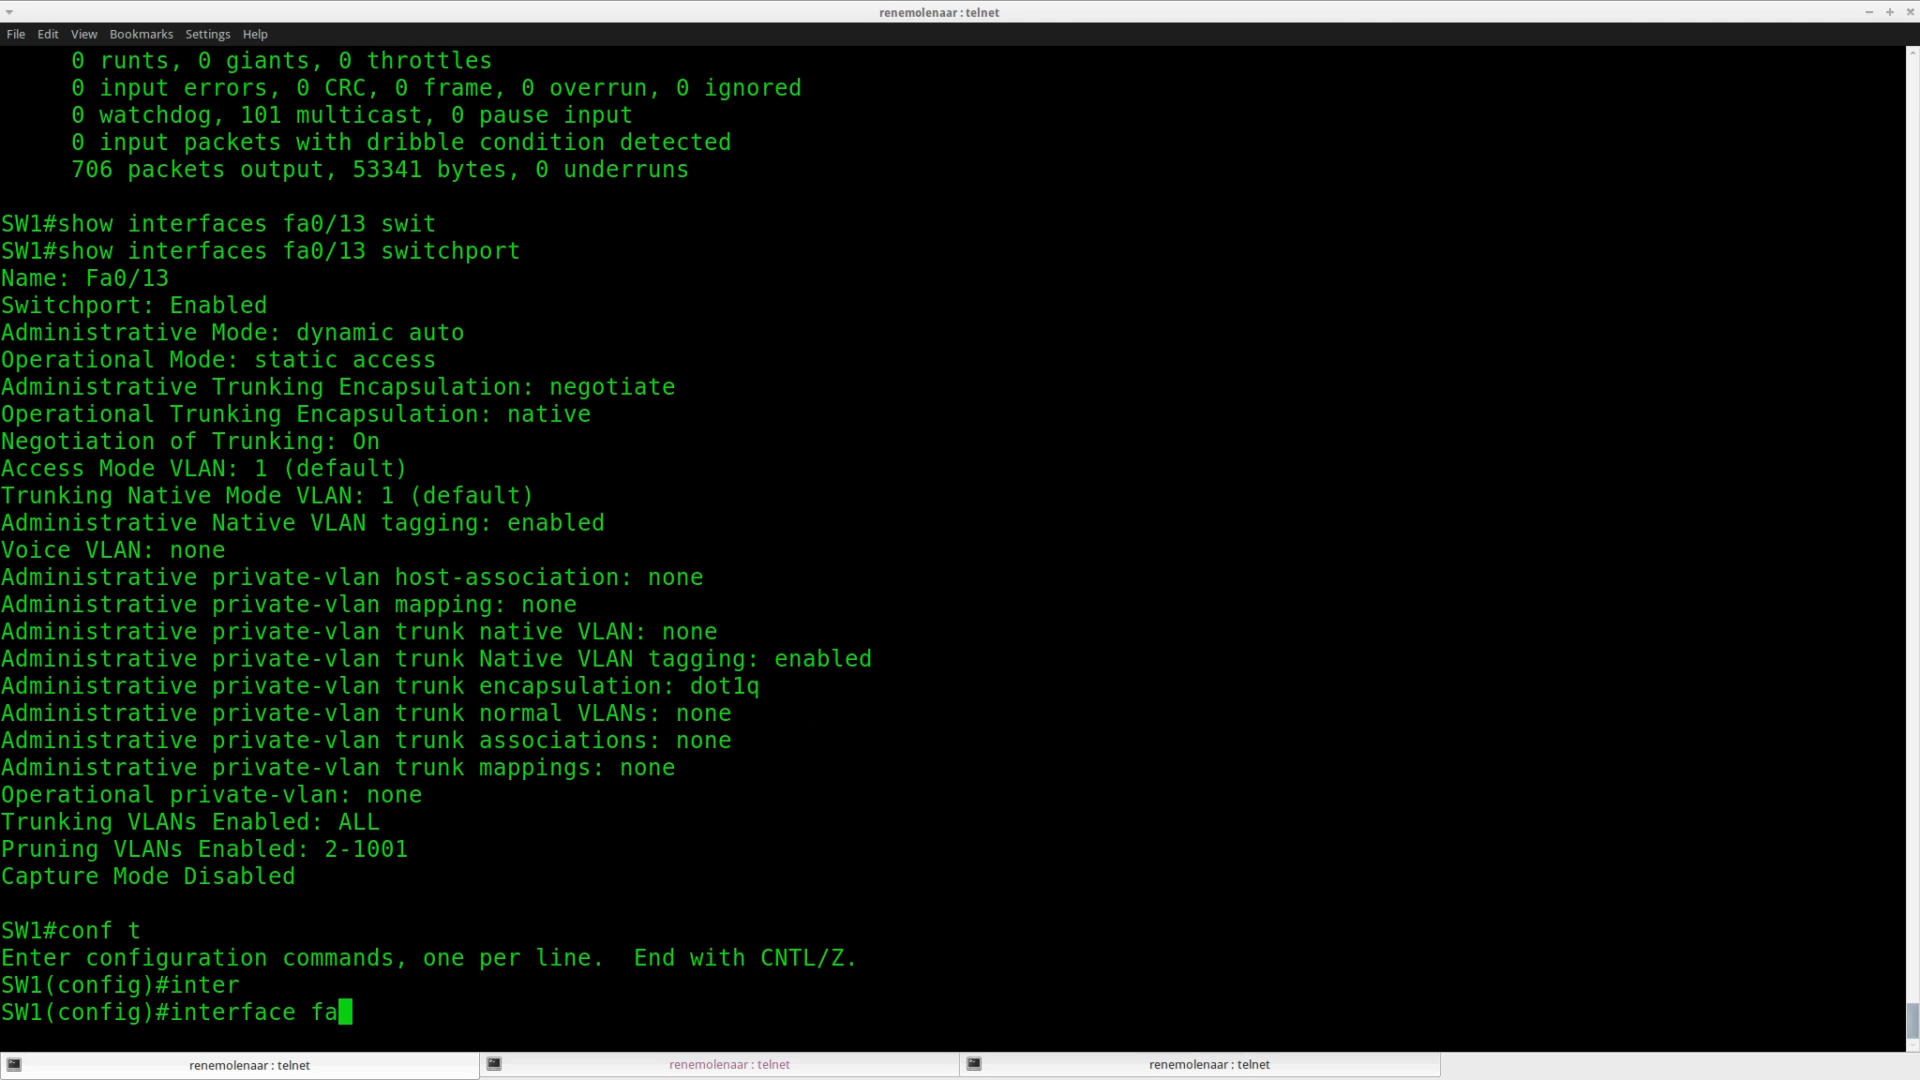 renemolenaar : telnet
File Edit View Bookmarks Settings Help
0 runts, 0 giants, 0 throttles
0 input errors, 0 CRC, 0 frame, 0 overrun, 0 ignored
0 watchdog, 101 multicast, 0 pause input
0 input packets with dribble condition detected
706 packets output, 53341 bytes, 0 underruns
SW1#show interfaces fa0/13 swit
SW1#show interfaces fa0/13 switchport
Name: Fa0/13
Switchport: Enabled
Administrative Mode: dynamic auto
Operational Mode: static access
Administrative Trunking Encapsulation: negotiate
Operational Trunking Encapsulation: native
Negotiation of Trunking: On
Access Mode VLAN: 1 (default)
Trunking Native Mode VLAN: 1 (default)
Administrative Native VLAN tagging: enabled
Voice VLAN: none
Administrative private-vlan host-association: none
Administrative private-vlan mapping: none
Administrative private-vlan trunk native VLAN: none
Administrative private-vlan trunk Native VLAN tagging: enabled
Administrative private-vlan trunk encapsulation: dot1q
Administrative private-vlan trunk normal VLANs: none
Administrative private-vlan trunk associations: none
Administrative private-vlan trunk mappings: none
Operational private-vlan: none
Trunking VLANs Enabled: ALL
Pruning VLANs Enabled: 2-1001
Capture Mode Disabled
SW1#conf t
Enter configuration commands, one per line.  End with CNTL/Z.
SW1(config)#inter
SW1(config)#interface fa
renemolenaar : telnet renemolenaar : telnet renemolenaar : telnet